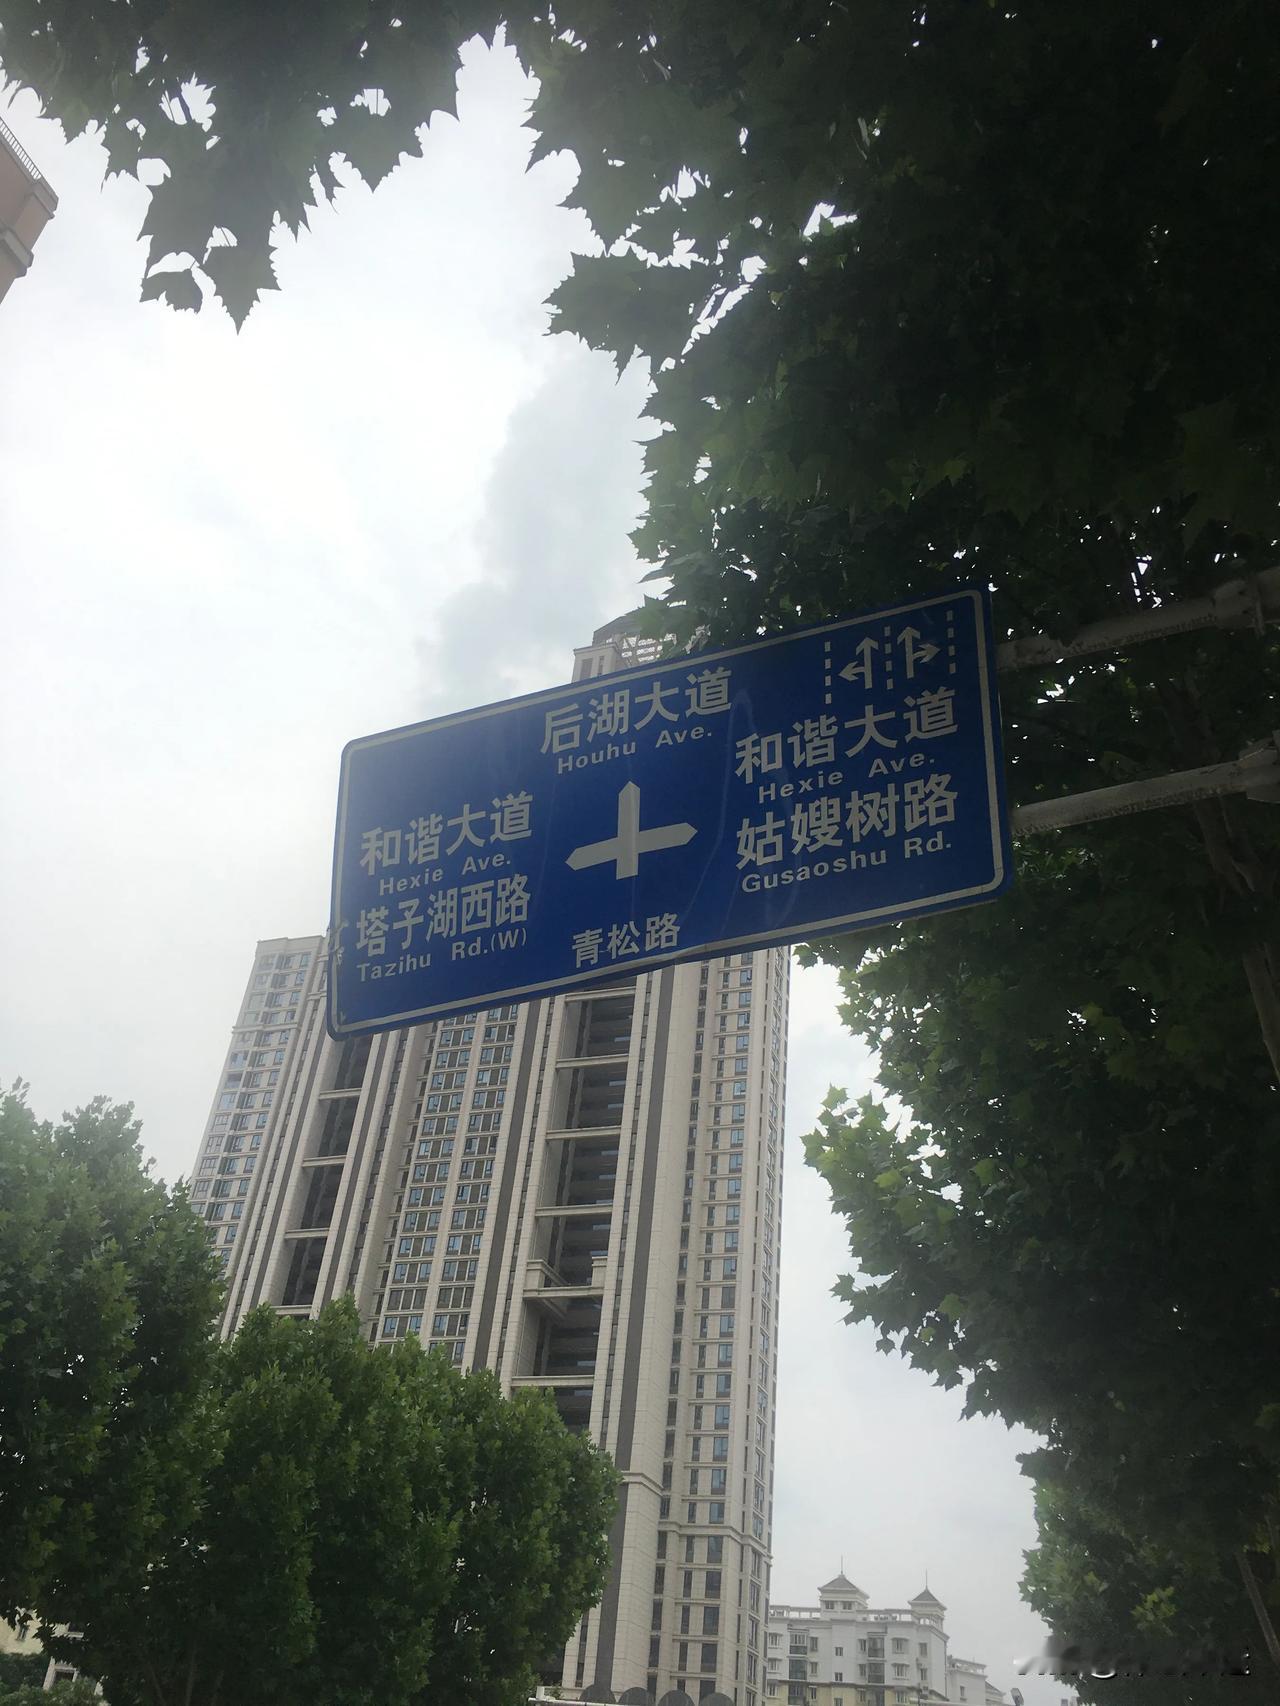 后湖大道
Houhu Ave.
和谐大道
Hexie Ave.
塔子湖西路
Tazihu Rd.(W)
和谐大道
Hexie Ave.
姑嫂树路
Gusaoshu Rd.
青松路